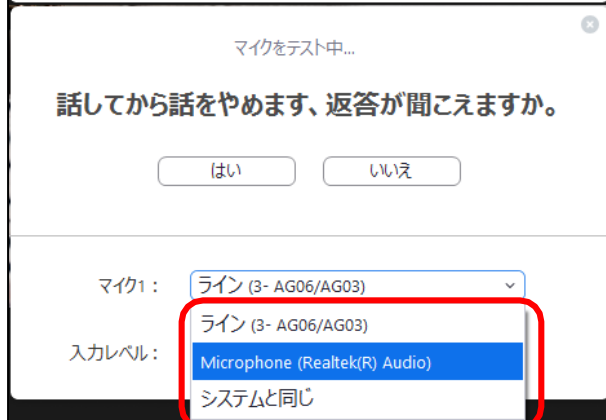 マイクをテスト中...
話してから話をやめます、返答が聞こえますか。
はい いいえ
マイク1： ライン (3- AG06/AG03)
ライン (3- AG06/AG03)
入力レベル： Microphone (Realtek(R) Audio)
システムと同じ